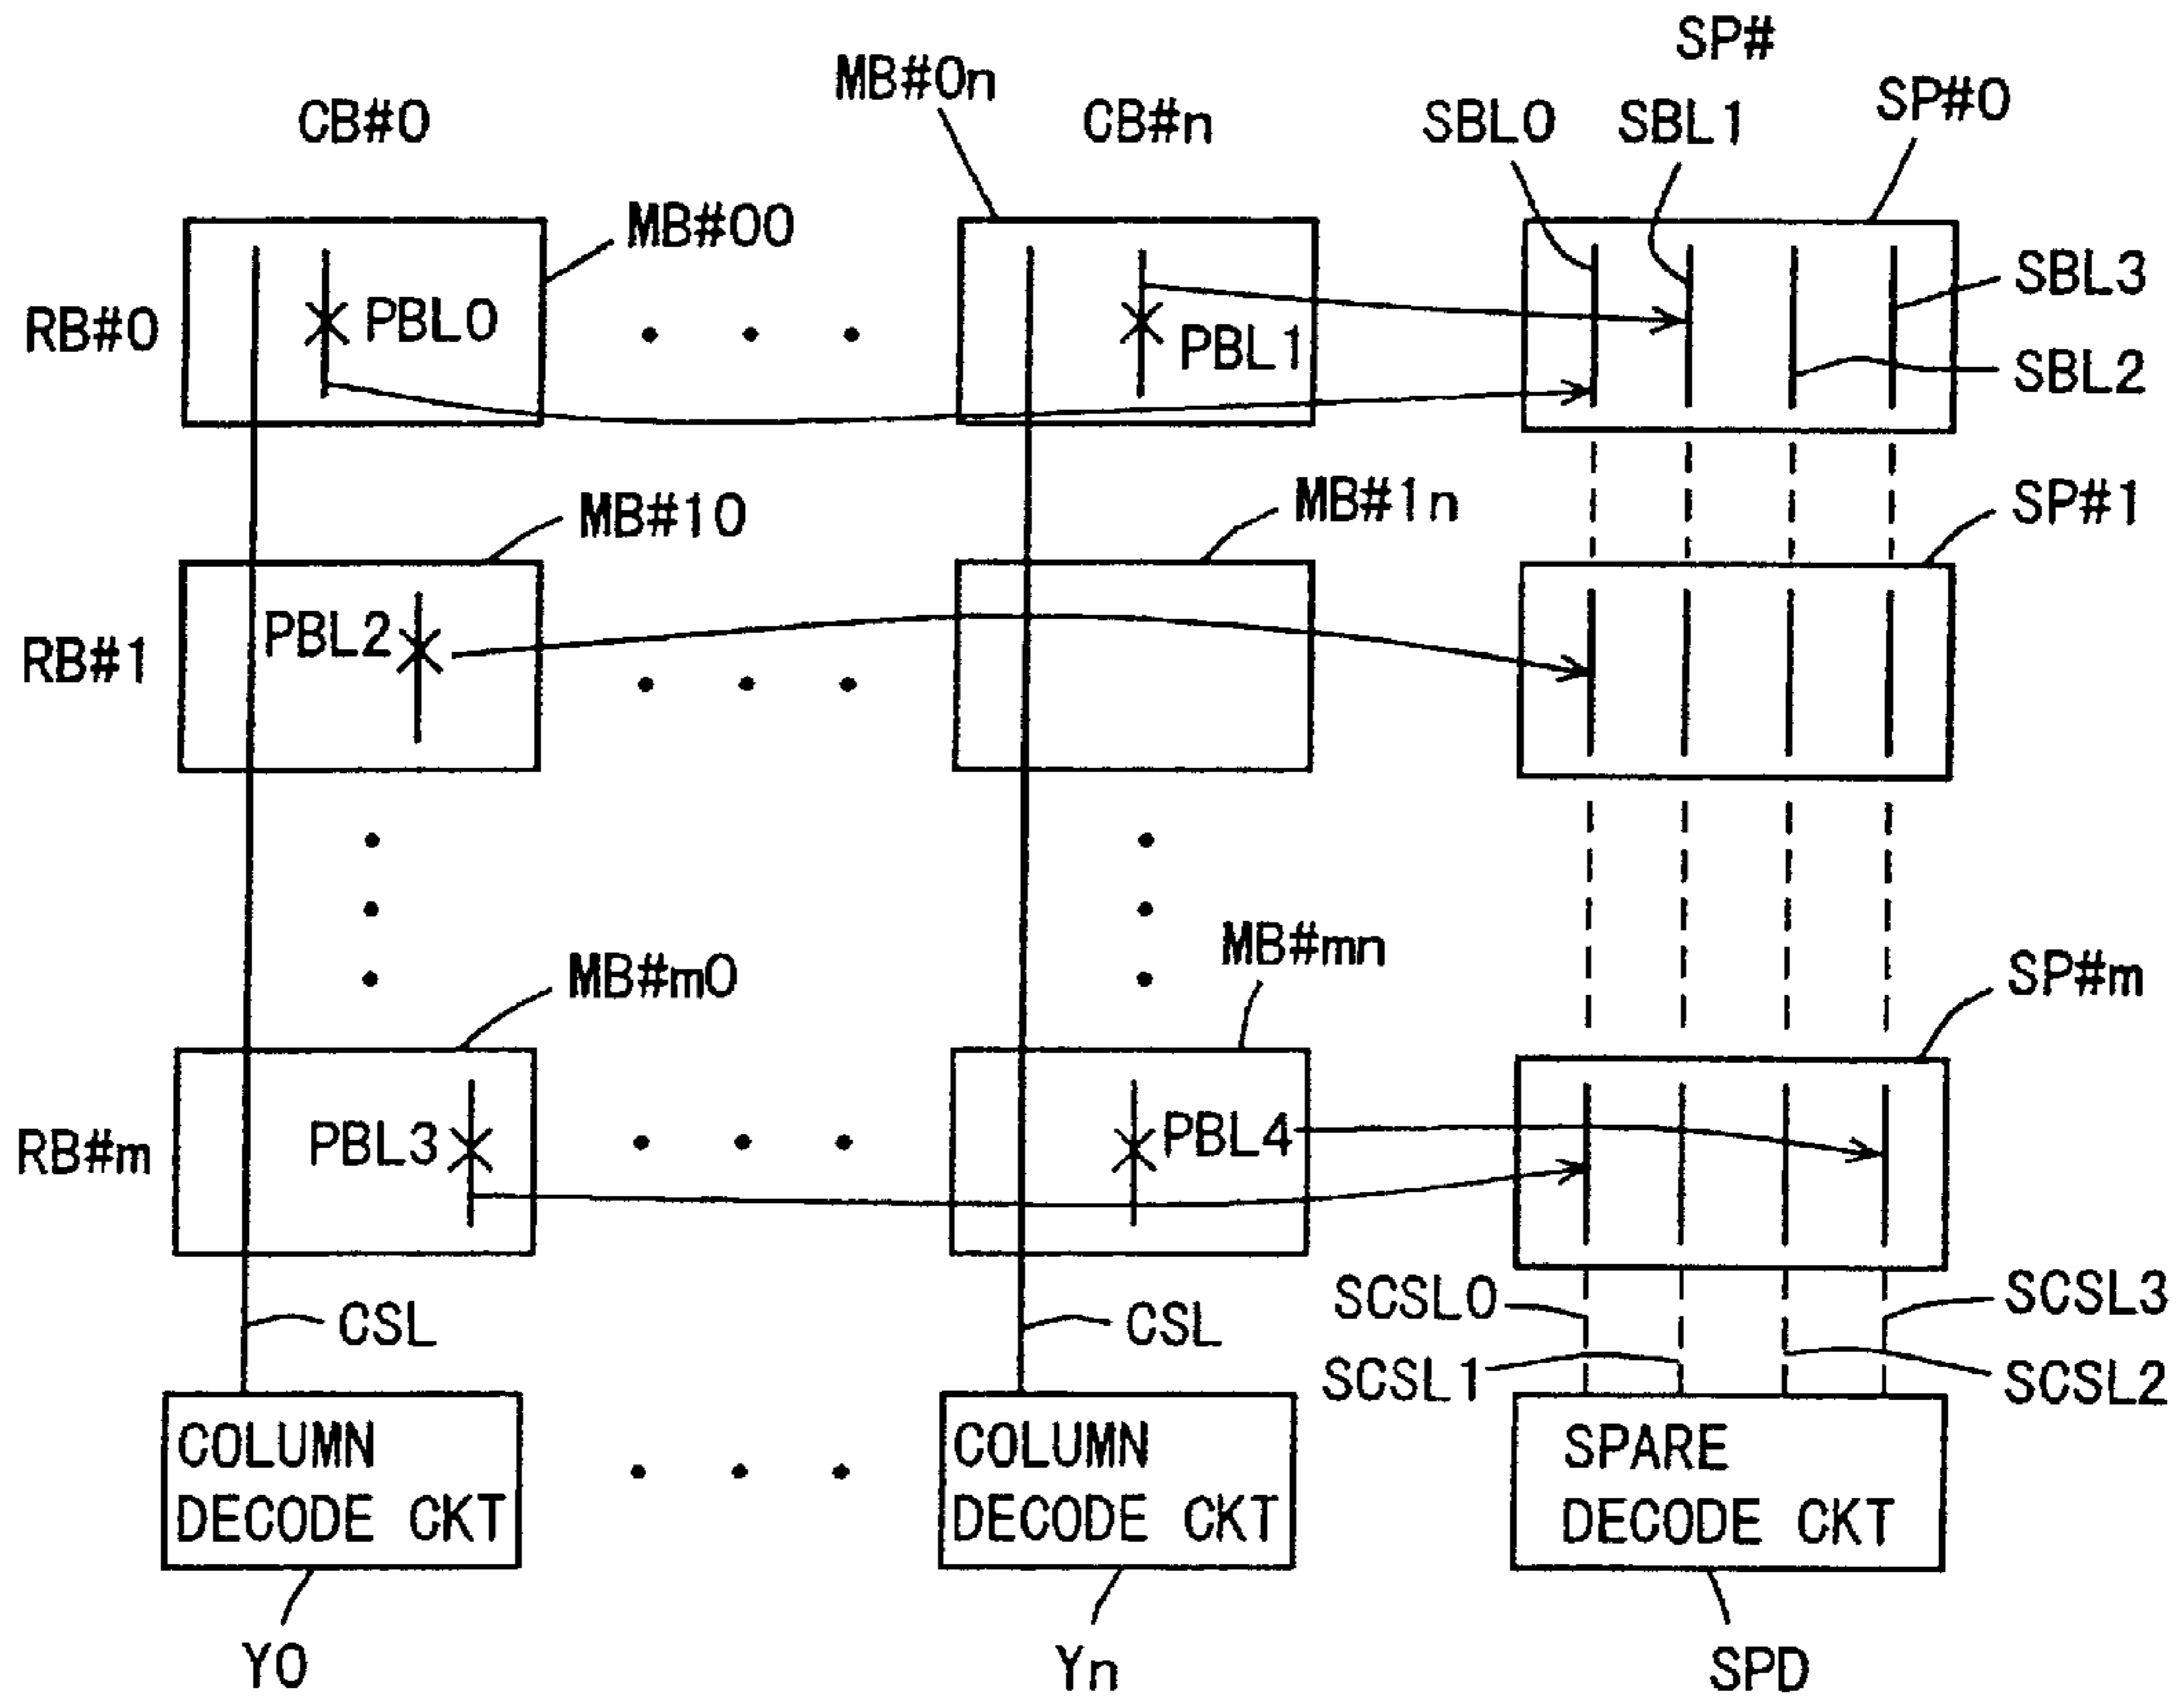 SP#
MB#0n
CB#0
CB#n
SBL0
SBL1
SP#0
MB#00
RB#0
PBL0
PBL1
SBL3
SBL2
MB#10
MB#1n
SP#1
RB#1
PBL2
MB#m0
MB#mn
SP#m
RB#m
PBL3
PBL4
SCSL0
SCSL3
CSL
CSL
SCSL1
SCSL2
COLUMN
DECODE CKT
COLUMN
DECODE CKT
SPARE
DECODE CKT
Y0
Yn
SPD